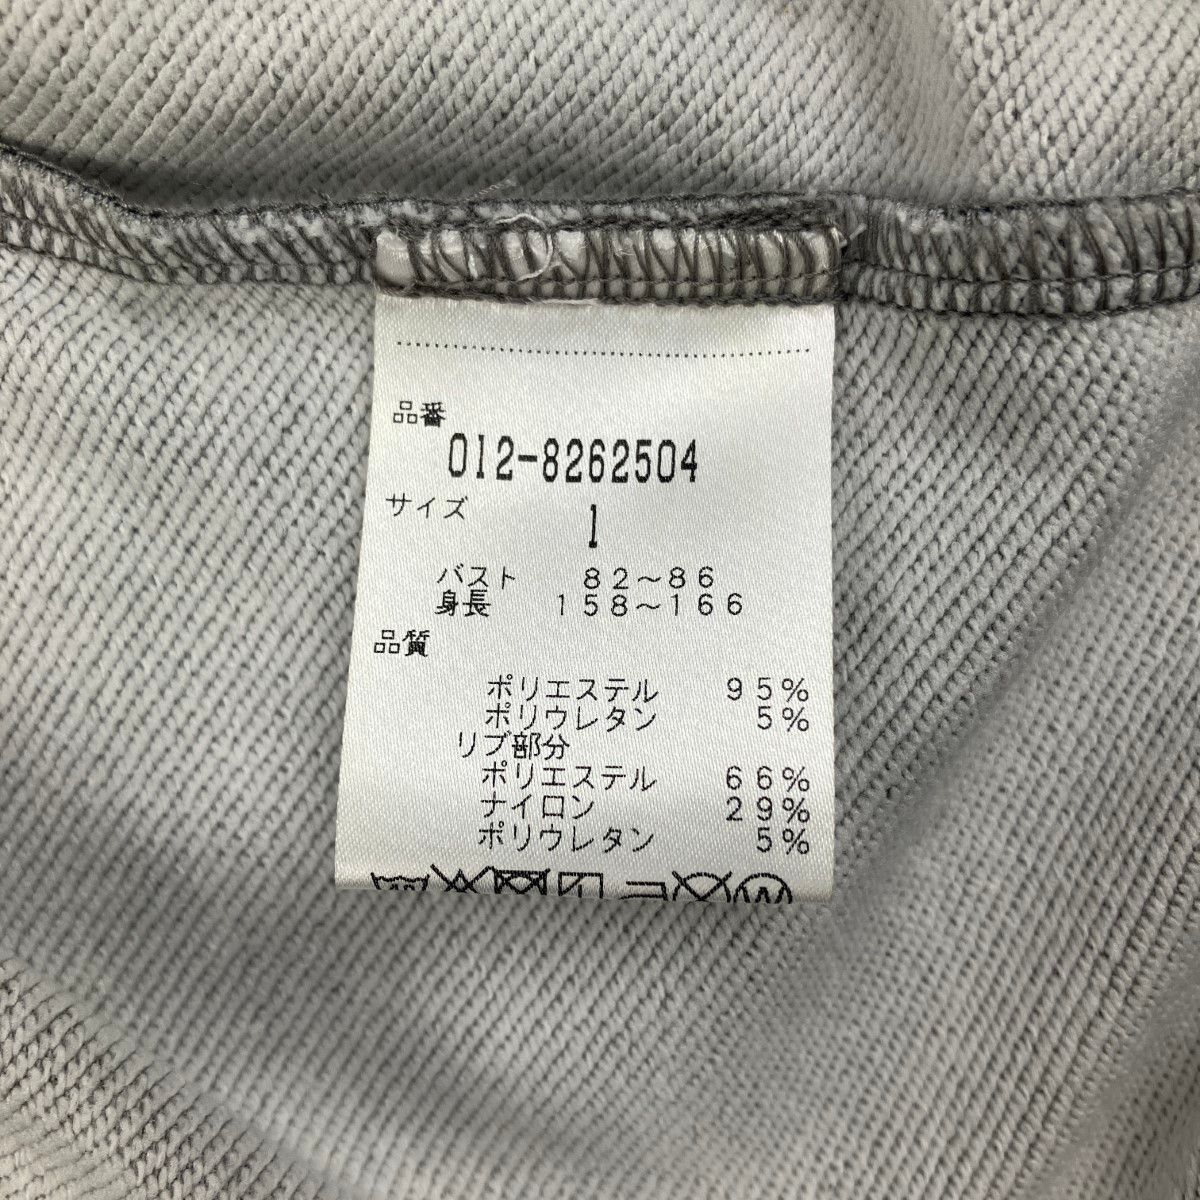 品番
012-8262504
サイズ 1
バスト 82～86
身長 158～166
品質
ポリエステル 95%
ポリウレタン 5%
リブ部分
ポリエステル 66%
ナイロン 29%
ポリウレタン 5%